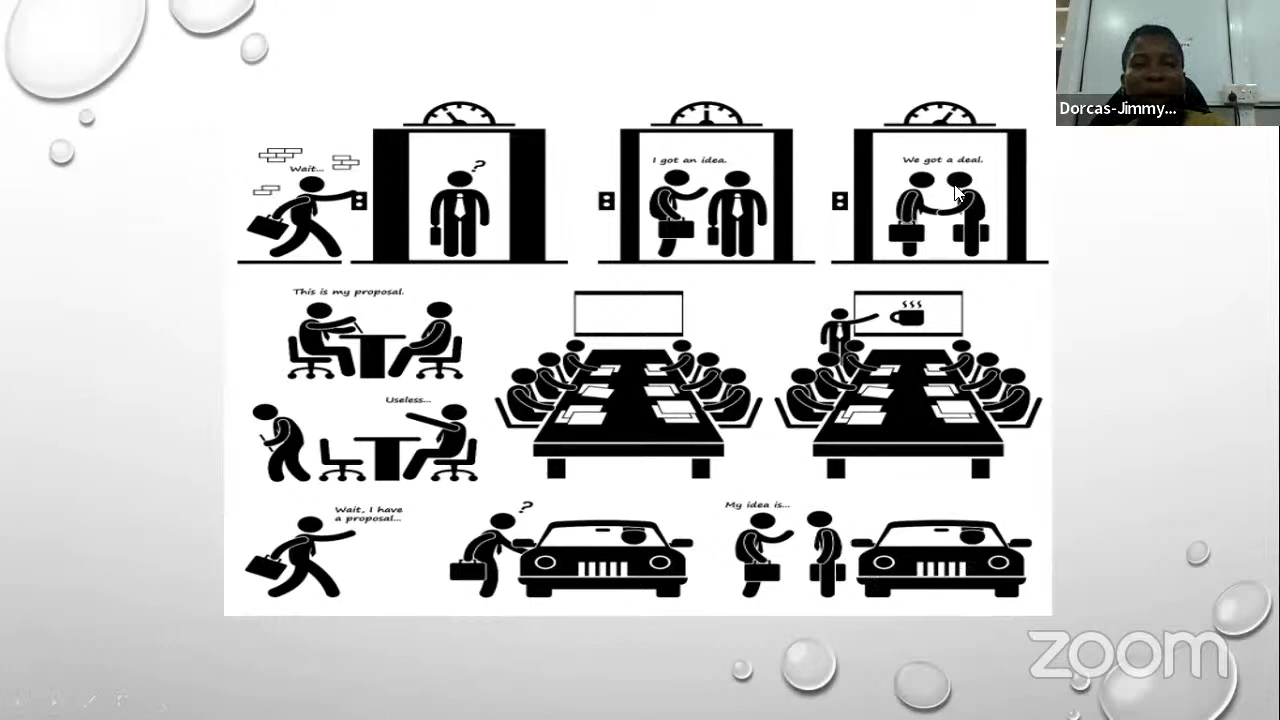 Dorcas-Jimmy...
Wait...
?
I got an idea.
We got a deal.
This is my proposal.
Useless...
Wait, I have
a proposal...
?
My idea is...
zoom